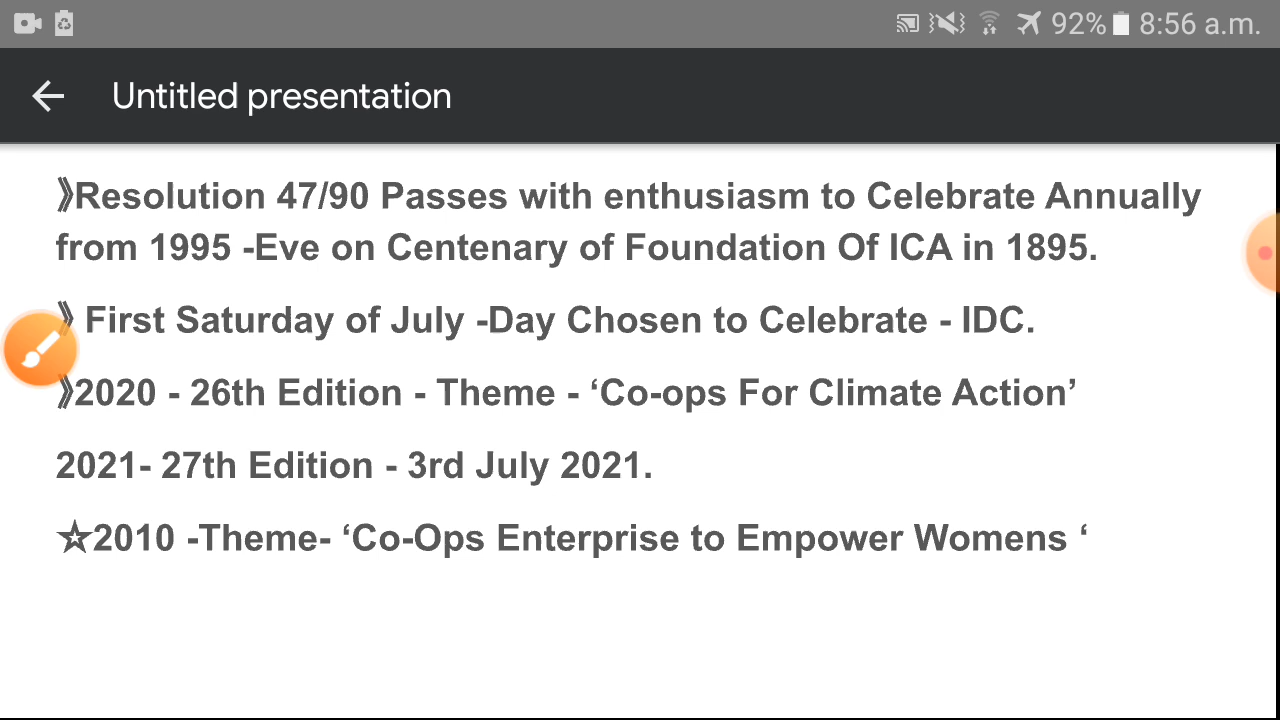 92% 8:56 a.m.
Untitled presentation
》Resolution 47/90 Passes with enthusiasm to Celebrate Annually
from 1995 -Eve on Centenary of Foundation Of ICA in 1895.
》 First Saturday of July -Day Chosen to Celebrate - IDC.
》2020 - 26th Edition - Theme - ‘Co-ops For Climate Action’
2021- 27th Edition - 3rd July 2021.
☆2010 -Theme- ‘Co-Ops Enterprise to Empower Womens ‘